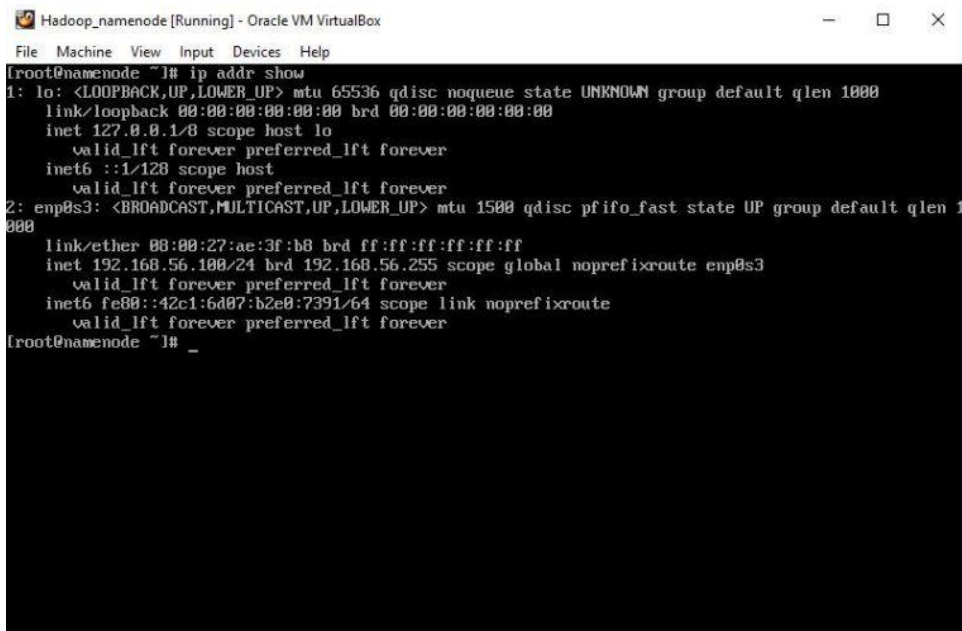 Hadoop_namenode [Running] - Oracle VM VirtualBox
File Machine View Input Devices Help
[root@namenode ~]# ip addr show
1: lo: <LOOPBACK,UP,LOWER_UP> mtu 65536 qdisc noqueue state UNKNOWN group default qlen 1000
link/loopback 00:00:00:00:00:00 brd 00:00:00:00:00:00
inet 127.0.0.1/8 scope host lo
valid_lft forever preferred_lft forever
inet6 ::1/128 scope host
valid_lft forever preferred_lft forever
2: enp0s3: <BROADCAST,MULTICAST,UP,LOWER_UP> mtu 1500 qdisc pfifo_fast state UP group default qlen 1
000
link/ether 08:00:27:ae:3f:b8 brd ff:ff:ff:ff:ff:ff
inet 192.168.56.100/24 brd 192.168.56.255 scope global noprefixroute enp0s3
valid_lft forever preferred_lft forever
inet6 fe80::42c1:6d07:b2e0:7391/64 scope link noprefixroute
valid_lft forever preferred_lft forever
[root@namenode ~]# _